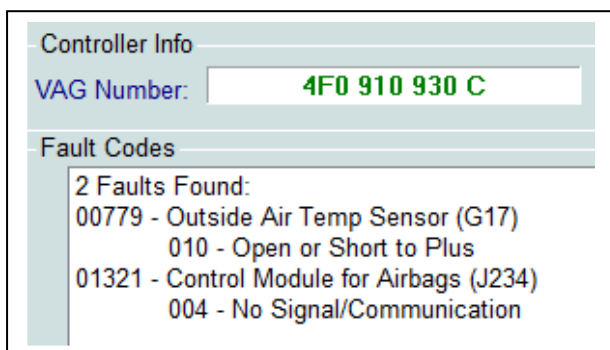 Controller Info
VAG Number: 4F0 910 930 C
Fault Codes
2 Faults Found:
00779 - Outside Air Temp Sensor (G17)
010 - Open or Short to Plus
01321 - Control Module for Airbags (J234)
004 - No Signal/Communication